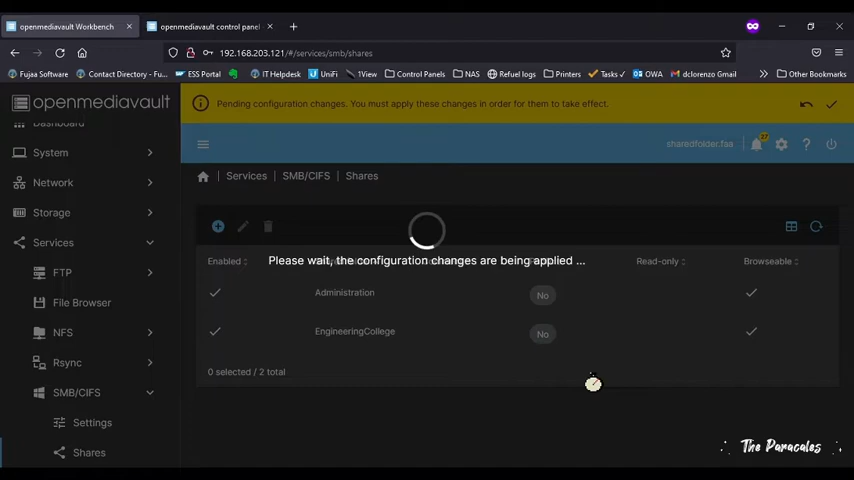 openmediavault Workbench
openmediavault control panel
192.168.203.121/#/services/smb/shares
Fujaa Software
Contact Directory - Fujaa
ESS Portal
IT Helpdesk
UniFi
1View
Control Panels
NAS
Refuel logs
Printers
Tasks ✓
OWA
dclorenzo Gmail
Other Bookmarks
openmediavault
Pending configuration changes. You must apply these changes in order for them to take effect.
27
sharedfolder.faa
Dashboard
System
Network
Storage
Services
FTP
File Browser
NFS
Rsync
SMB/CIFS
Settings
Shares
Services | SMB/CIFS | Shares
Please wait, the configuration changes are being applied ...
Enabled
Read-only
Browseable
Administration
No
EngineeringCollege
No
0 selected / 2 total
The Paracales